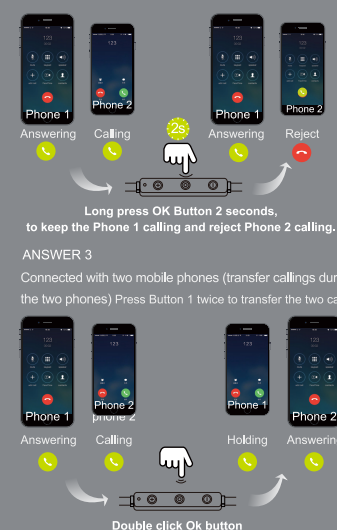 123
123
123
Phone 1
Phone 2
Phone 1
Phone 2
Answering
Calling
2s
Answering
Reject
Long press OK Button 2 seconds,
to keep the Phone 1 calling and reject Phone 2 calling.
ANSWER 3
Connected with two mobile phones (transfer callings dur
the two phones) Press Button 1 twice to transfer the two ca
123
123
123
123
Phone 1
Phone 2
phone 2
Phone 1
Phone 2
Answering
Calling
Holding
Answering
Double click Ok button